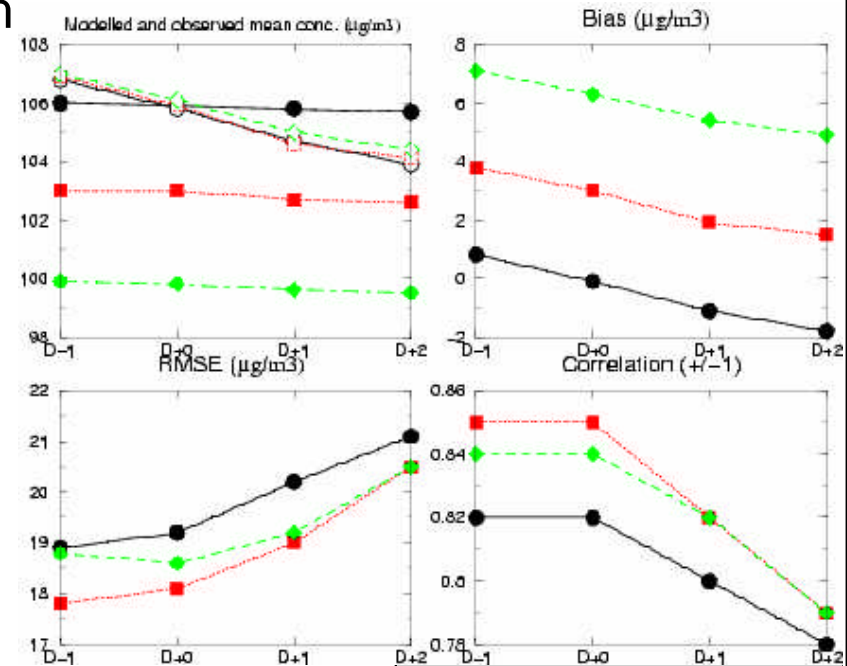 n
Modelled and observed mean conc. (µg/m3)
108
106
104
102
100
98
D−1 D+0 D+1 D+2
Bias (µg/m3)
8
6
4
2
0
−2
D−1 D+0 D+1 D+2
RMSE (µg/m3)
22
21
20
19
18
17
D−1 D+0 D+1 D+2
Correlation (+/−1)
0.86
0.84
0.82
0.8
0.78
D−1 D+0 D+1 D+2